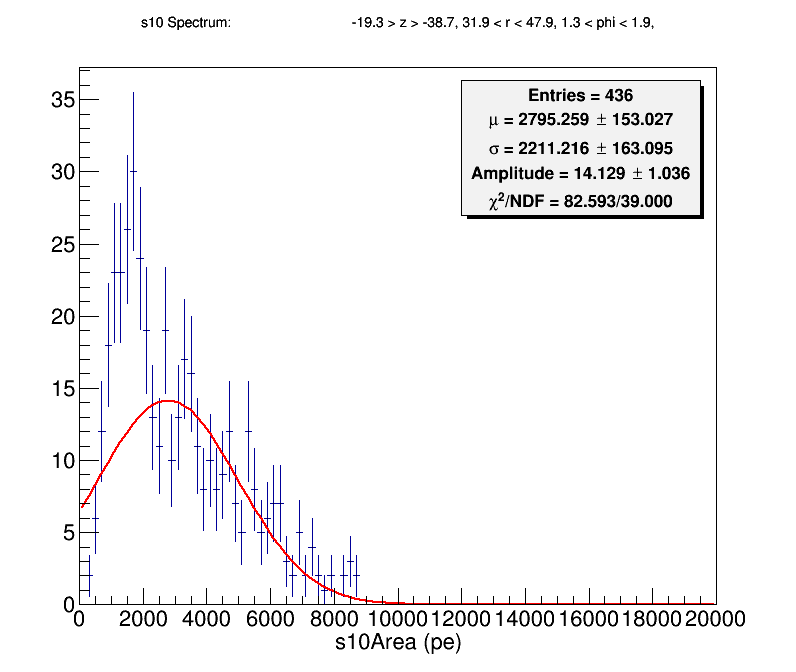 s10 Spectrum: -19.3 > z > -38.7, 31.9 < r < 47.9, 1.3 < phi < 1.9,
Entries = 436
μ = 2795.259 ± 153.027
σ = 2211.216 ± 163.095
Amplitude = 14.129 ± 1.036
χ²/NDF = 82.593/39.000
35
30
25
20
15
10
5
0
0 2000 4000 6000 8000 10000 12000 14000 16000 18000 20000
s10Area (pe)